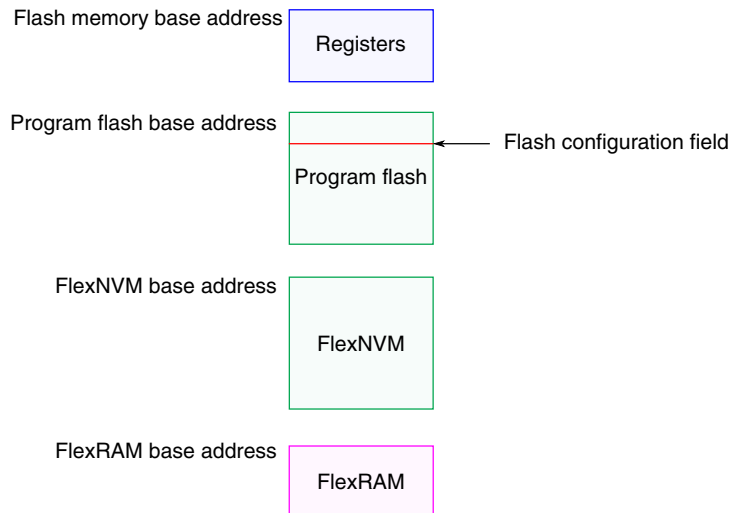 Flash memory base address
Registers
Program flash base address
Flash configuration field
Program flash
FlexNVM base address
FlexNVM
FlexRAM base address
FlexRAM